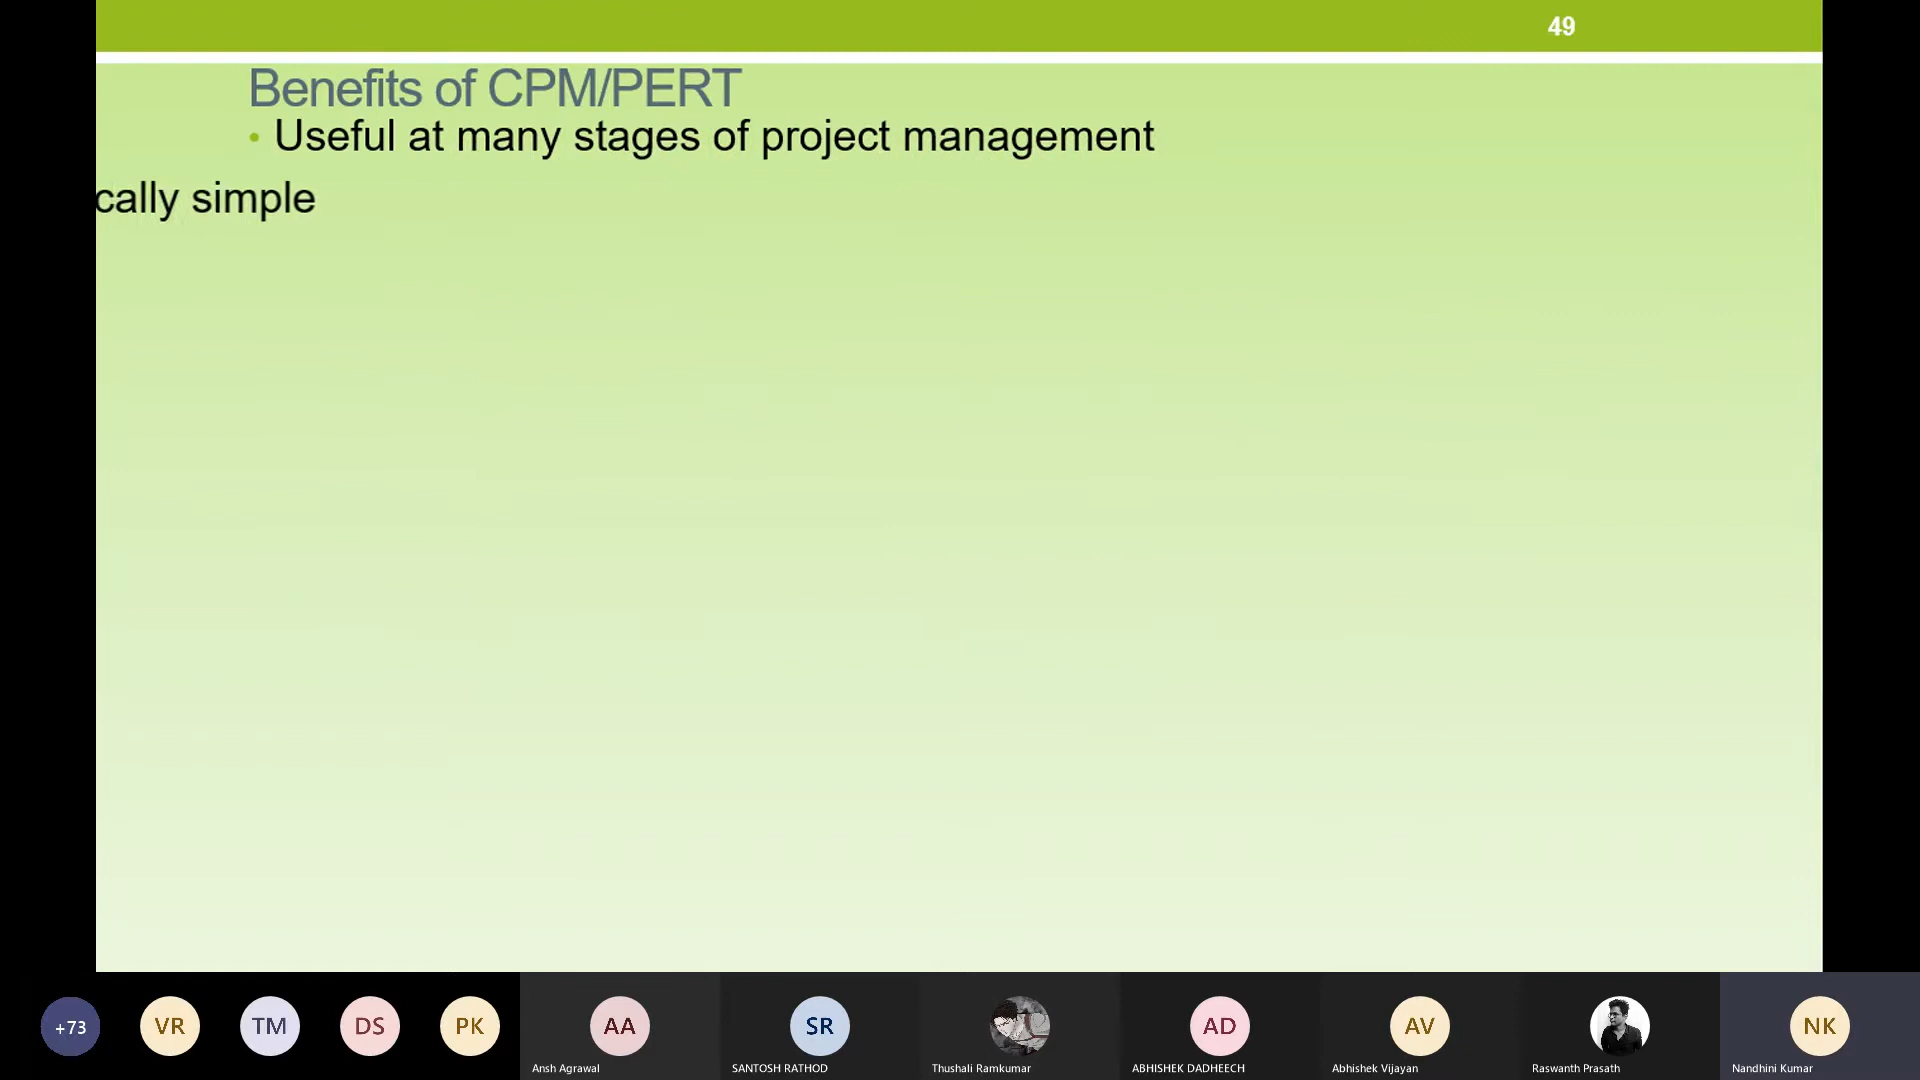 49
Benefits of CPM/PERT
• Useful at many stages of project management
cally simple
+73
VR
TM
DS
PK
AA
SR
AD
AV
NK
Ansh Agrawal
SANTOSH RATHOD
Thushali Ramkumar
ABHISHEK DADHEECH
Abhishek Vijayan
Raswanth Prasath
Nandhini Kumar